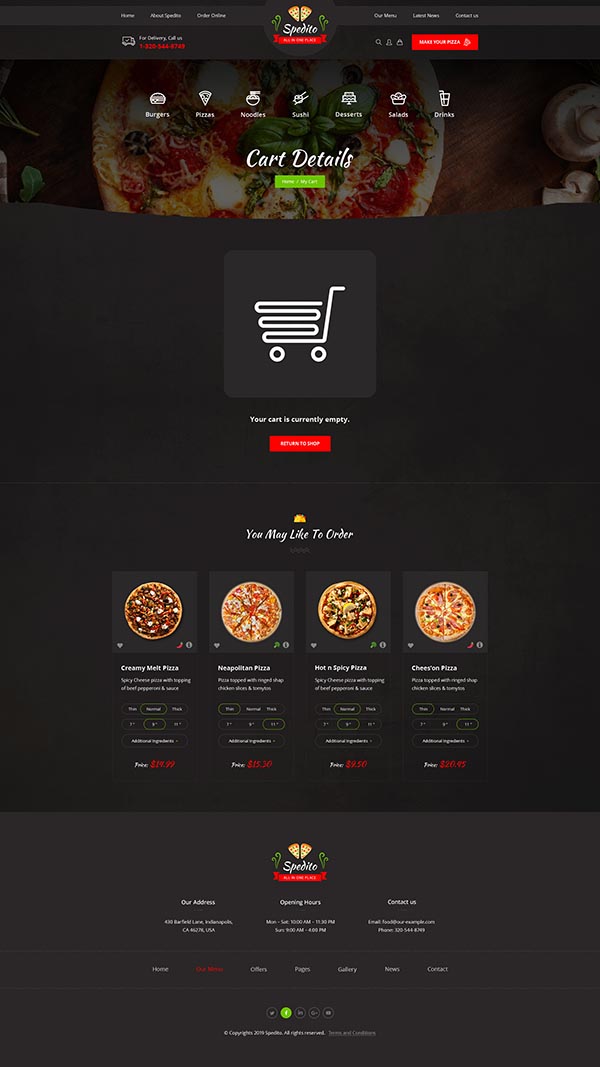 Home About Spedito Order Online
Spedito
ALL IN ONE PLACE
Our Menu Latest News Contact us
For Delivery, Call us
1-320-544-8749
MAKE YOUR PIZZA
Burgers Pizzas Noodles Sushi Desserts Salads Drinks
Cart Details
Home / My Cart
Your cart is currently empty.
RETURN TO SHOP
You May Like To Order
Creamy Melt Pizza
Spicy Cheese pizza with topping
of beef pepperoni & sauce
Thin Normal Thick
7 " 9 " 11 "
Additional Ingredients
Price: $14.99
Neapolitan Pizza
Pizza topped with ringed shap
chicken slices & tomytos
Thin Normal Thick
7 " 9 " 11 "
Additional Ingredients
Price: $15.30
Hot n Spicy Pizza
Spicy Cheese pizza with topping
of beef pepperoni & sauce
Thin Normal Thick
7 " 9 " 11 "
Additional Ingredients
Price: $9.50
Chees'on Pizza
Pizza topped with ringed shap
chicken slices & tomytos
Thin Normal Thick
7 " 9 " 11 "
Additional Ingredients
Price: $20.45
Spedito
ALL IN ONE PLACE
Our Address
430 Barfield Lane, Indianapolis,
CA 46278, USA
Opening Hours
Mon – Sat: 10:00 AM – 11:30 PM
Sun: 9:00 AM – 4:00 PM
Contact us
Email: food@our-example.com
Phone: 320-544-8749
Home Our Menu Offers Pages Gallery News Contact
© Copyrights 2019 Spedito. All rights reserved. Terms and Conditions